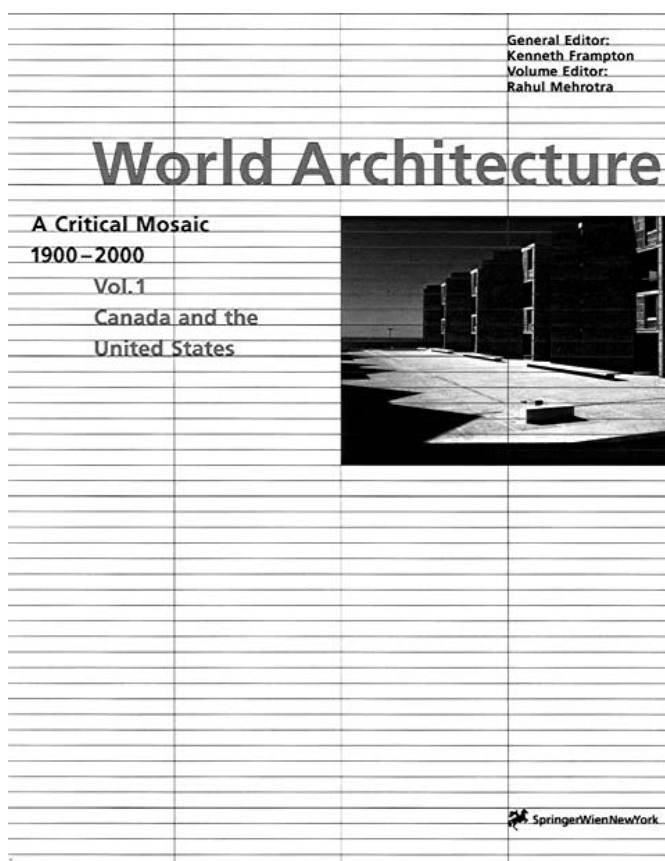 General Editor:
Kenneth Frampton
Volume Editor:
Rahul Mehrotra
World Architecture
A Critical Mosaic
1900–2000
Vol.1
Canada and the
United States
SpringerWienNewYork